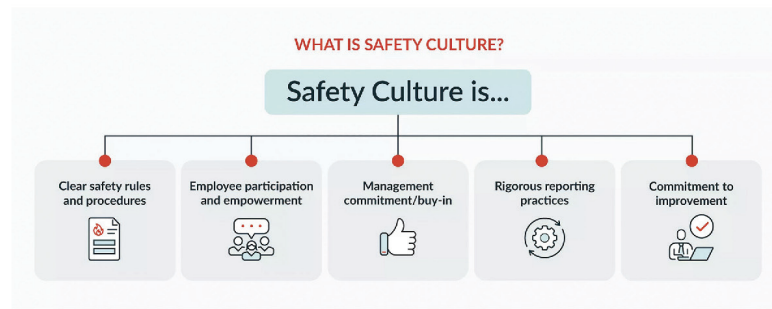 WHAT IS SAFETY CULTURE?
Safety Culture is...
Clear safety rules
and procedures
Employee participation
and empowerment
Management
commitment/buy-in
Rigorous reporting
practices
Commitment to
improvement